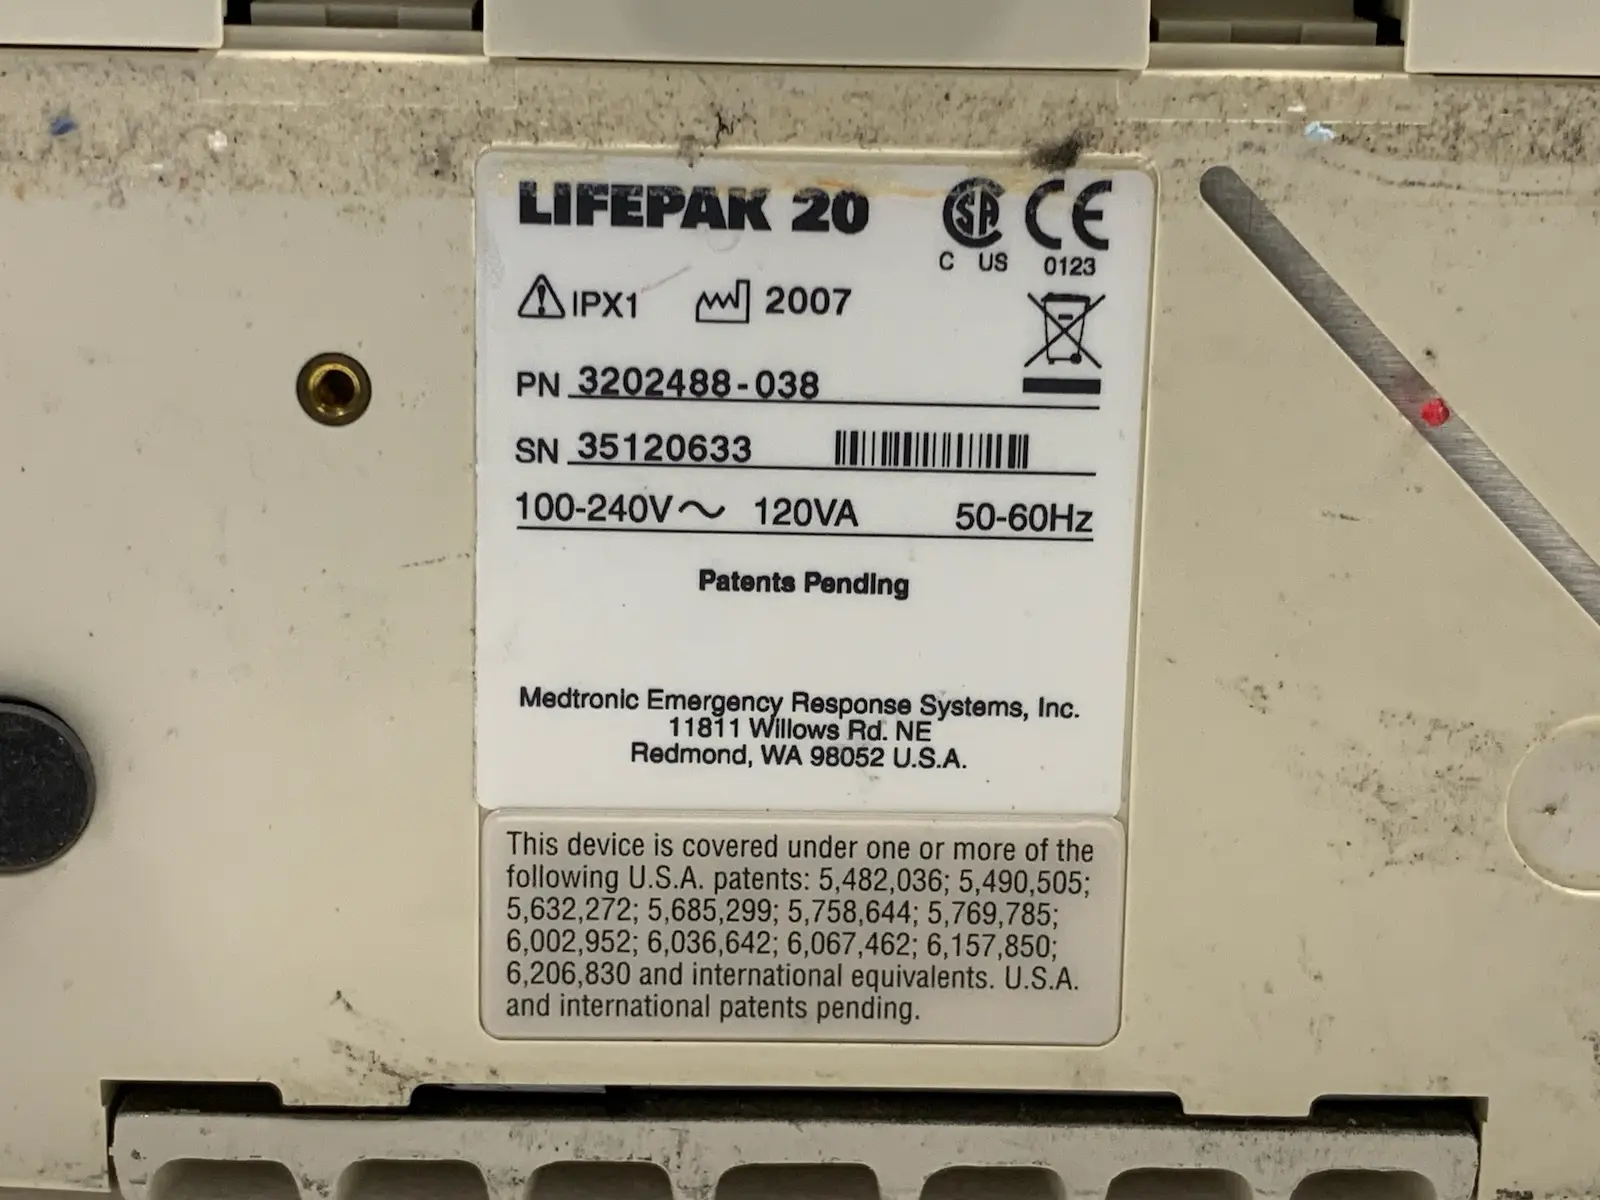 LIFEPAK 20
SA CE
C US 0123
IPX1 2007
PN 3202488-038
SN 35120633
100-240V~ 120VA 50-60Hz
Patents Pending
Medtronic Emergency Response Systems, Inc.
11811 Willows Rd. NE
Redmond, WA 98052 U.S.A.
This device is covered under one or more of the
following U.S.A. patents: 5,482,036; 5,490,505;
5,632,272; 5,685,299; 5,758,644; 5,769,785;
6,002,952; 6,036,642; 6,067,462; 6,157,850;
6,206,830 and international equivalents. U.S.A.
and international patents pending.